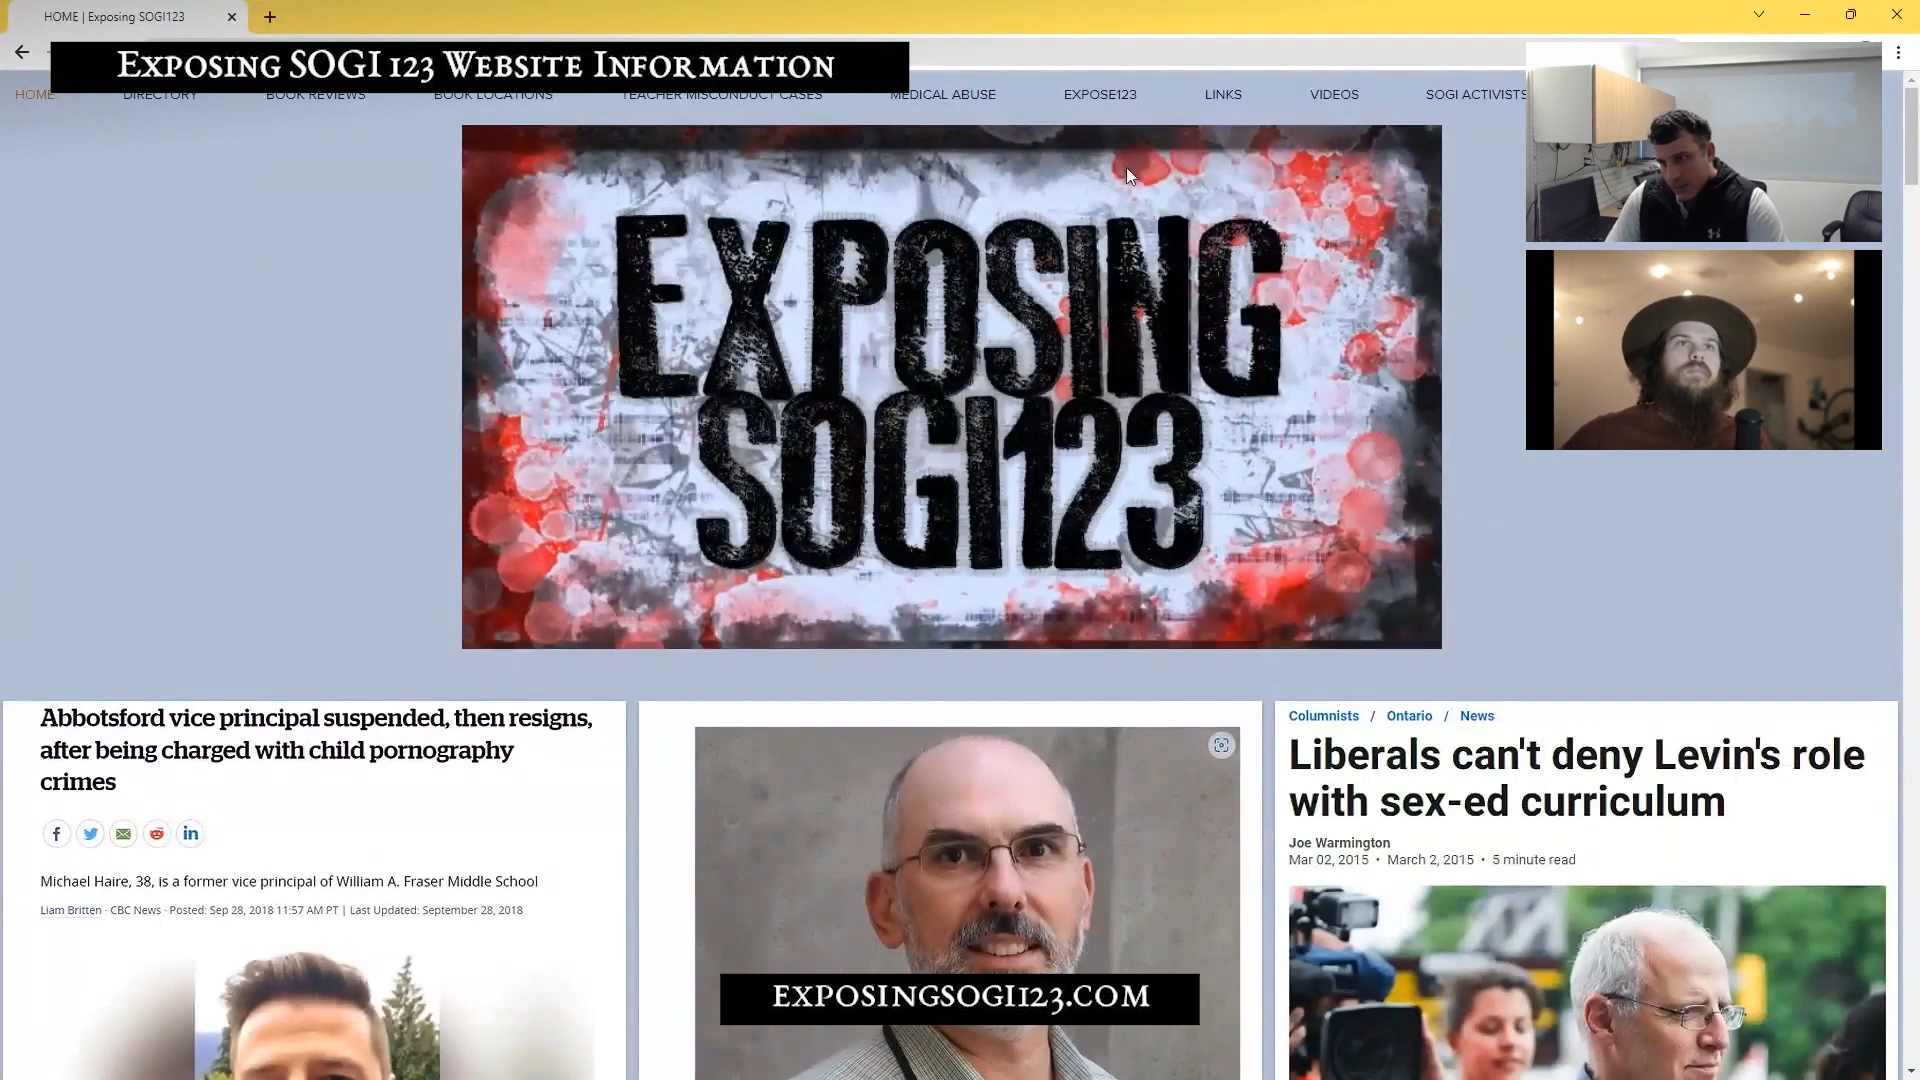 HOME | Exposing SOGI123
Exposing SOGI 123 Website Information
HOME
DIRECTORY
BOOK REVIEWS
BOOK LOCATIONS
TEACHER MISCONDUCT CASES
MEDICAL ABUSE
EXPOSE123
LINKS
VIDEOS
SOGI ACTIVISTS
EXPOSING
SOGI123
Abbotsford vice principal suspended, then resigns,
after being charged with child pornography
crimes
Michael Haire, 38, is a former vice principal of William A. Fraser Middle School
Liam Britten · CBC News · Posted: Sep 28, 2018 11:57 AM PT | Last Updated: September 28, 2018
exposingsogi123.com
Columnists / Ontario / News
Liberals can't deny Levin's role
with sex-ed curriculum
Joe Warmington
Mar 02, 2015 • March 2, 2015 • 5 minute read